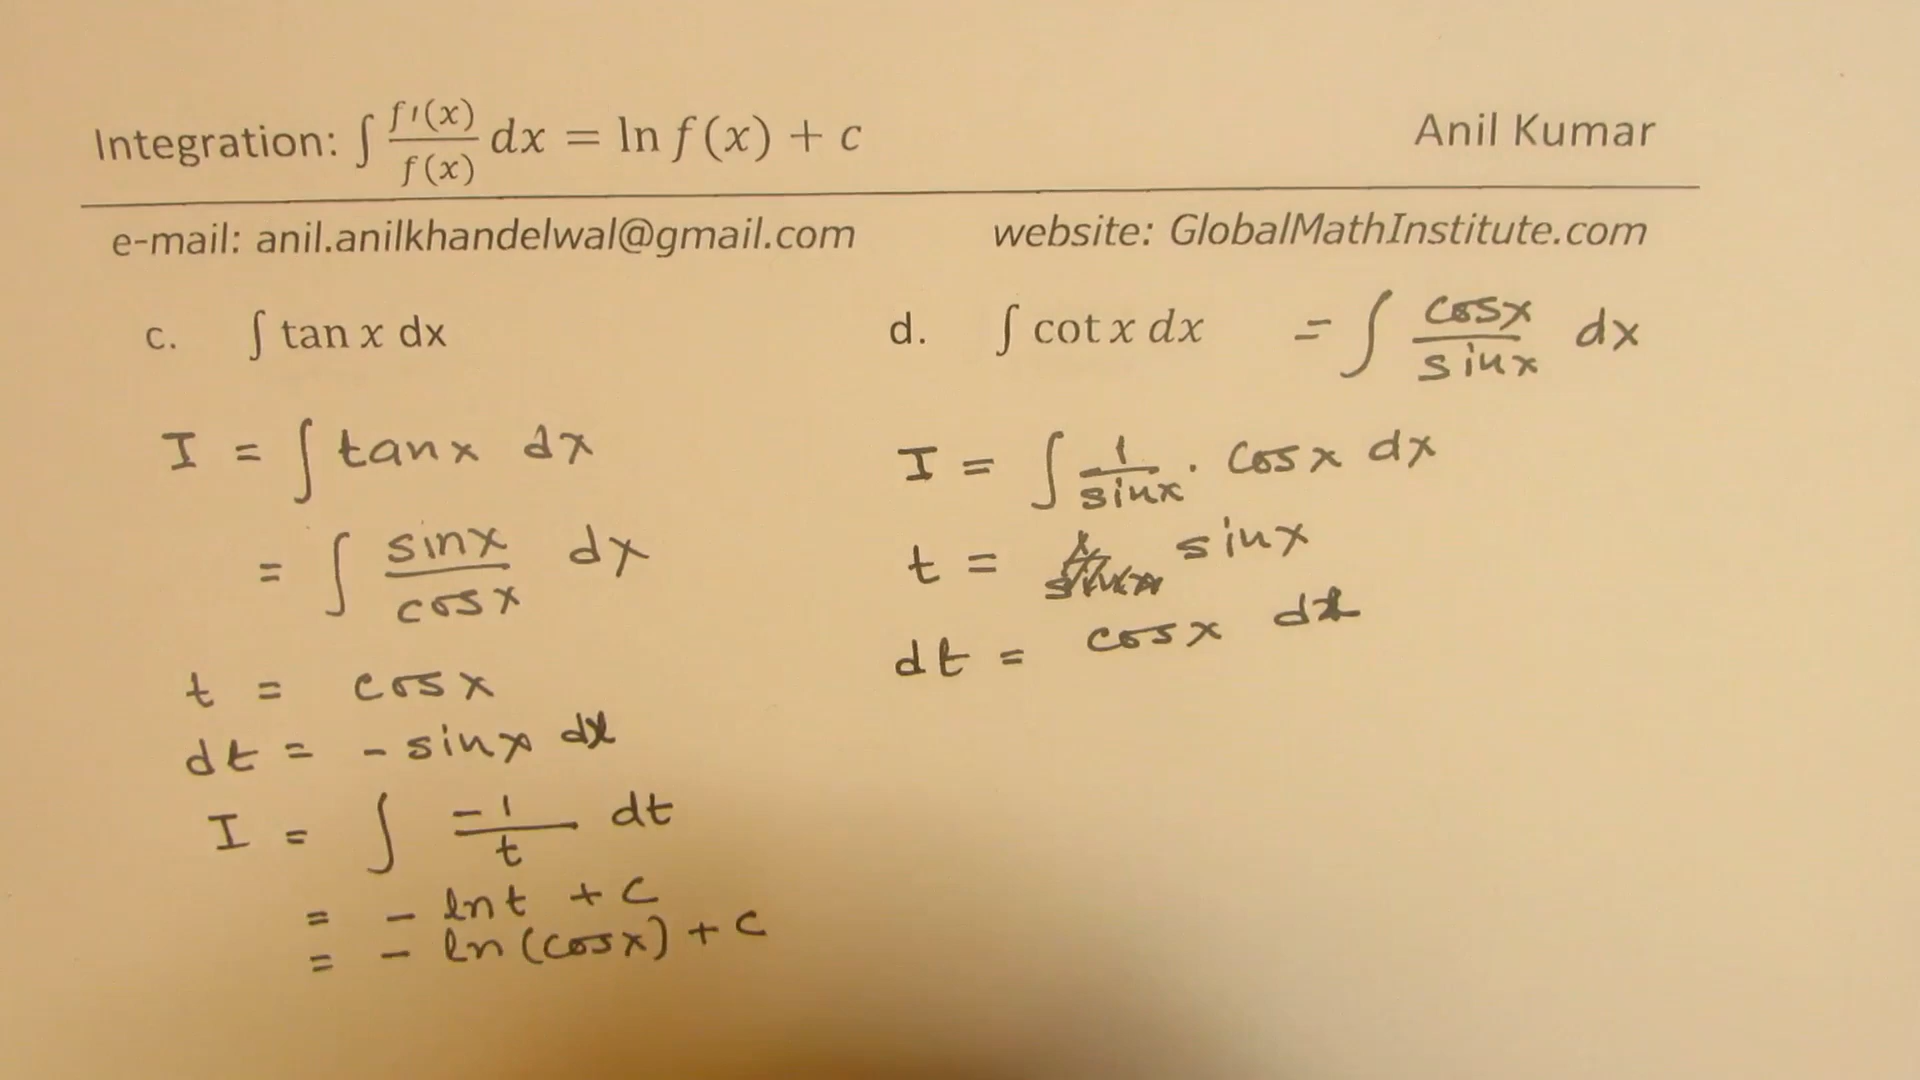 Integration: ∫ f′(x)/f(x) dx = ln f(x) + c
Anil Kumar
e-mail: anil.anilkhandelwal@gmail.com
website: GlobalMathInstitute.com
c. ∫ tan x dx
I = ∫ tanx dx
= ∫ sinx/cosx dx
t = cosx
dt = - sinx dx
I = ∫ -1/t dt
= - ln t + c
= - ln (cosx) + c
d. ∫ cot x dx = ∫ cosx/sinx dx
I = ∫ 1/sinx · cosx dx
t = sinx
dt = cosx dx